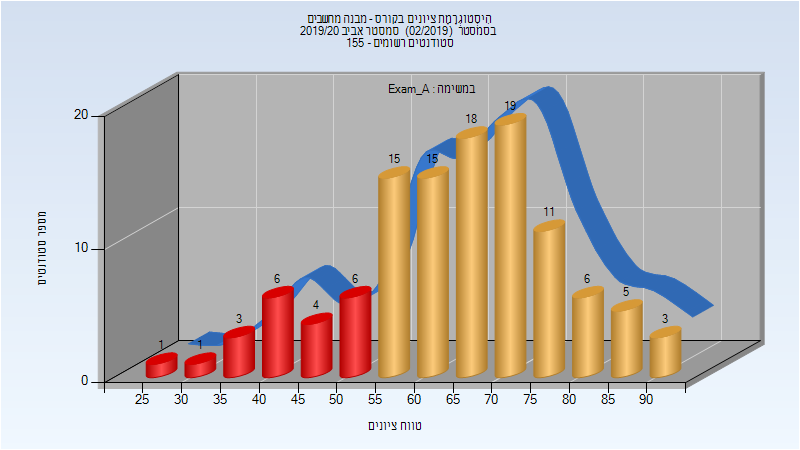 היסטוגרמת ציונים בקורס - מבנה מחשבים
בסמסטר (02/2019) סמסטר אביב 2019/20
סטודנטים רשומים - 155
במשימה : Exam_A
20
10
0
מספר סטודנטים
1
1
3
6
4
6
15
15
18
19
11
6
5
3
25 30 35 40 45 50 55 60 65 70 75 80 85 90
טווח ציונים